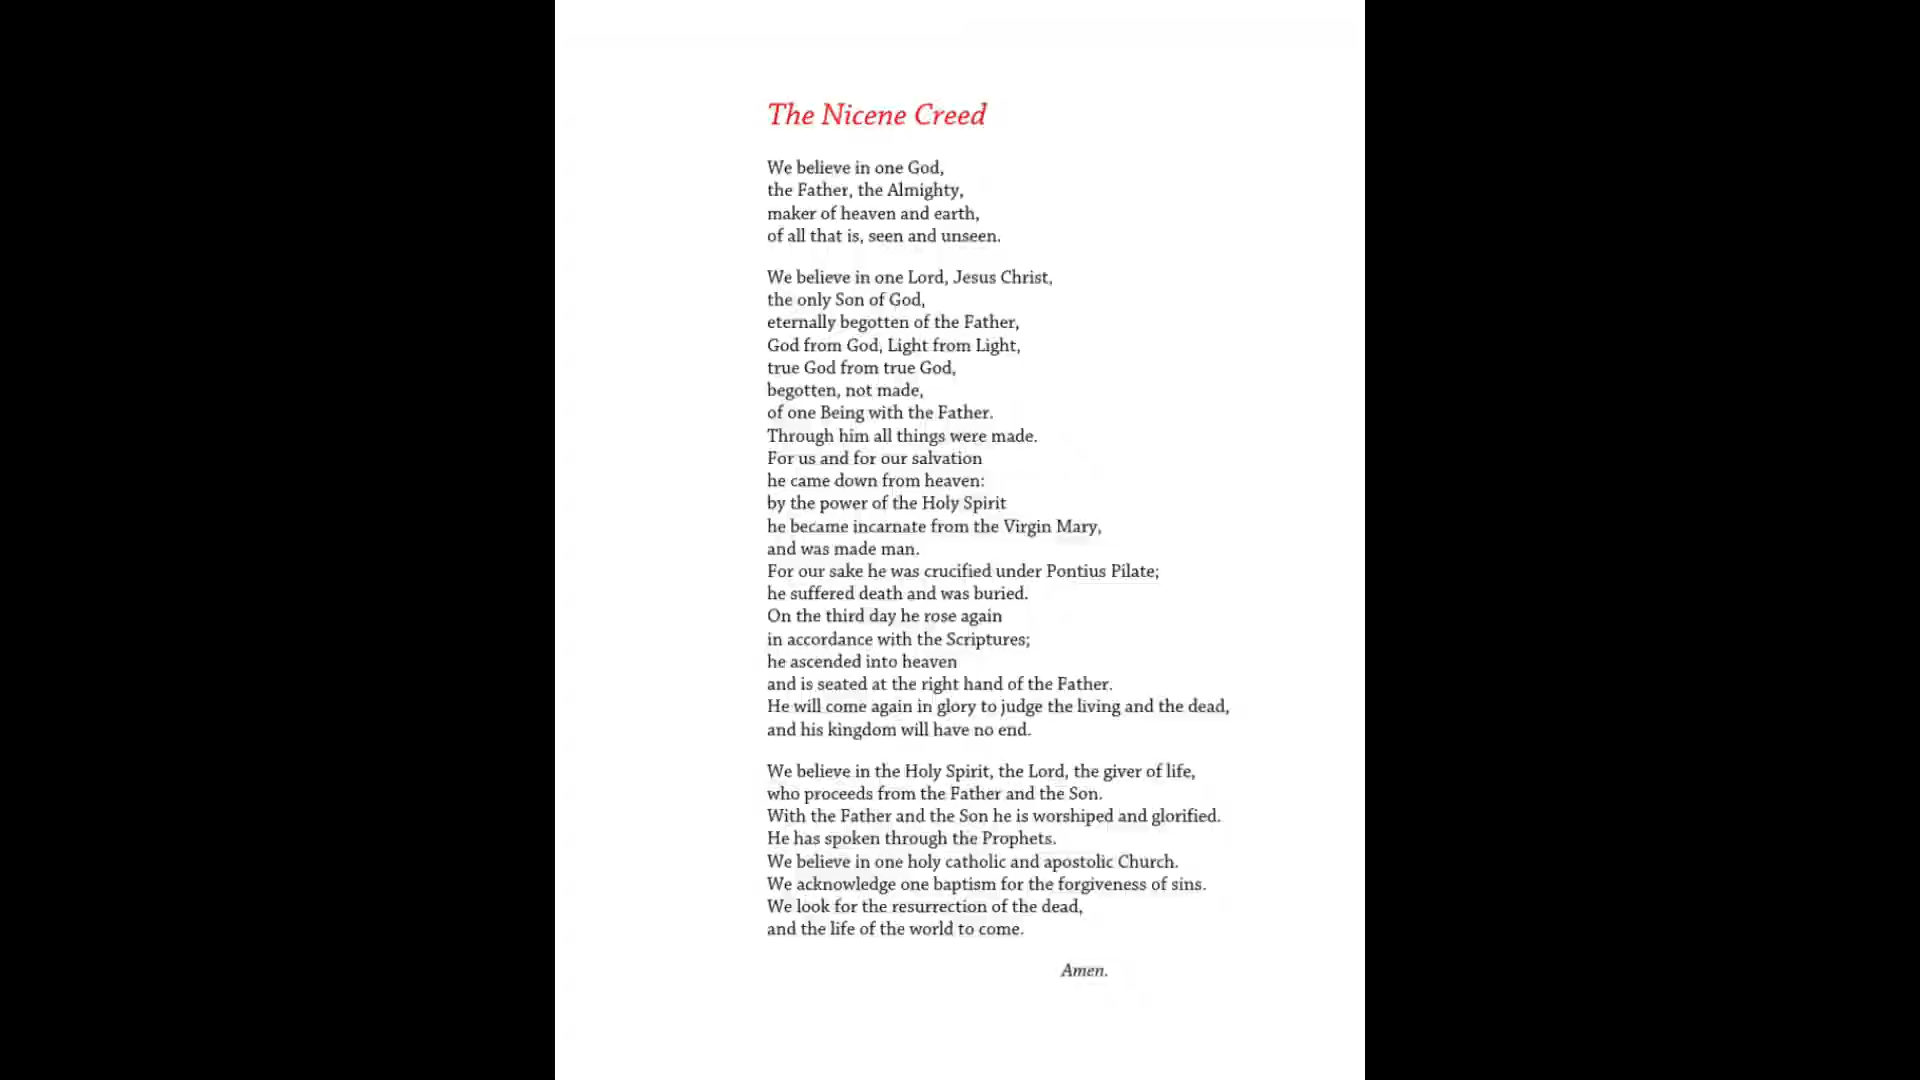 The Nicene Creed
We believe in one God,
the Father, the Almighty,
maker of heaven and earth,
of all that is, seen and unseen.
We believe in one Lord, Jesus Christ,
the only Son of God,
eternally begotten of the Father,
God from God, Light from Light,
true God from true God,
begotten, not made,
of one Being with the Father.
Through him all things were made.
For us and for our salvation
he came down from heaven:
by the power of the Holy Spirit
he became incarnate from the Virgin Mary,
and was made man.
For our sake he was crucified under Pontius Pilate;
he suffered death and was buried.
On the third day he rose again
in accordance with the Scriptures;
he ascended into heaven
and is seated at the right hand of the Father.
He will come again in glory to judge the living and the dead,
and his kingdom will have no end.
We believe in the Holy Spirit, the Lord, the giver of life,
who proceeds from the Father and the Son.
With the Father and the Son he is worshiped and glorified.
He has spoken through the Prophets.
We believe in one holy catholic and apostolic Church.
We acknowledge one baptism for the forgiveness of sins.
We look for the resurrection of the dead,
and the life of the world to come.
Amen.